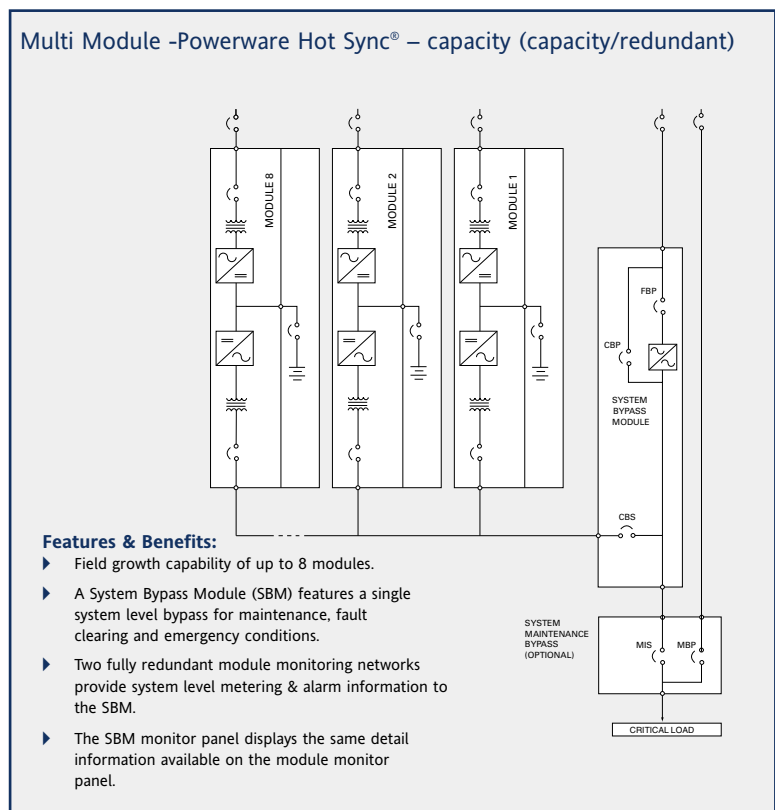 Multi Module -Powerware Hot Sync® – capacity (capacity/redundant)
MODULE 8
MODULE 2
MODULE 1
FBP
CBP
SYSTEM
BYPASS
MODULE
CBS
Features & Benefits:
Field growth capability of up to 8 modules.
A System Bypass Module (SBM) features a single
system level bypass for maintenance, fault
clearing and emergency conditions.
Two fully redundant module monitoring networks
provide system level metering & alarm information to
the SBM.
The SBM monitor panel displays the same detail
information available on the module monitor
panel.
SYSTEM
MAINTENANCE
BYPASS
(OPTIONAL)
MIS
MBP
CRITICAL LOAD